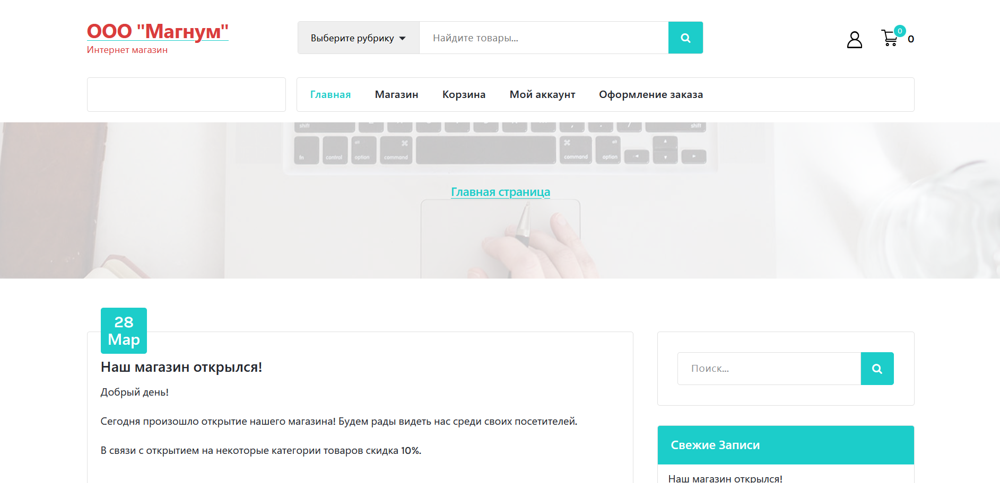 ООО "Магнум"
Интернет магазин
Выберите рубрику
Найдите товары...
0
0
Главная
Магазин
Корзина
Мой аккаунт
Оформление заказа
shift
shift
fn
control
alt
option
⌘
command
⌘
command
alt
option
Главная страница
28
Мар
Наш магазин открылся!
Добрый день!
Сегодня произошло открытие нашего магазина! Будем рады видеть нас среди своих посетителей.
В связи с открытием на некоторые категории товаров скидка 10%.
Поиск...
Свежие Записи
Наш магазин открылся!